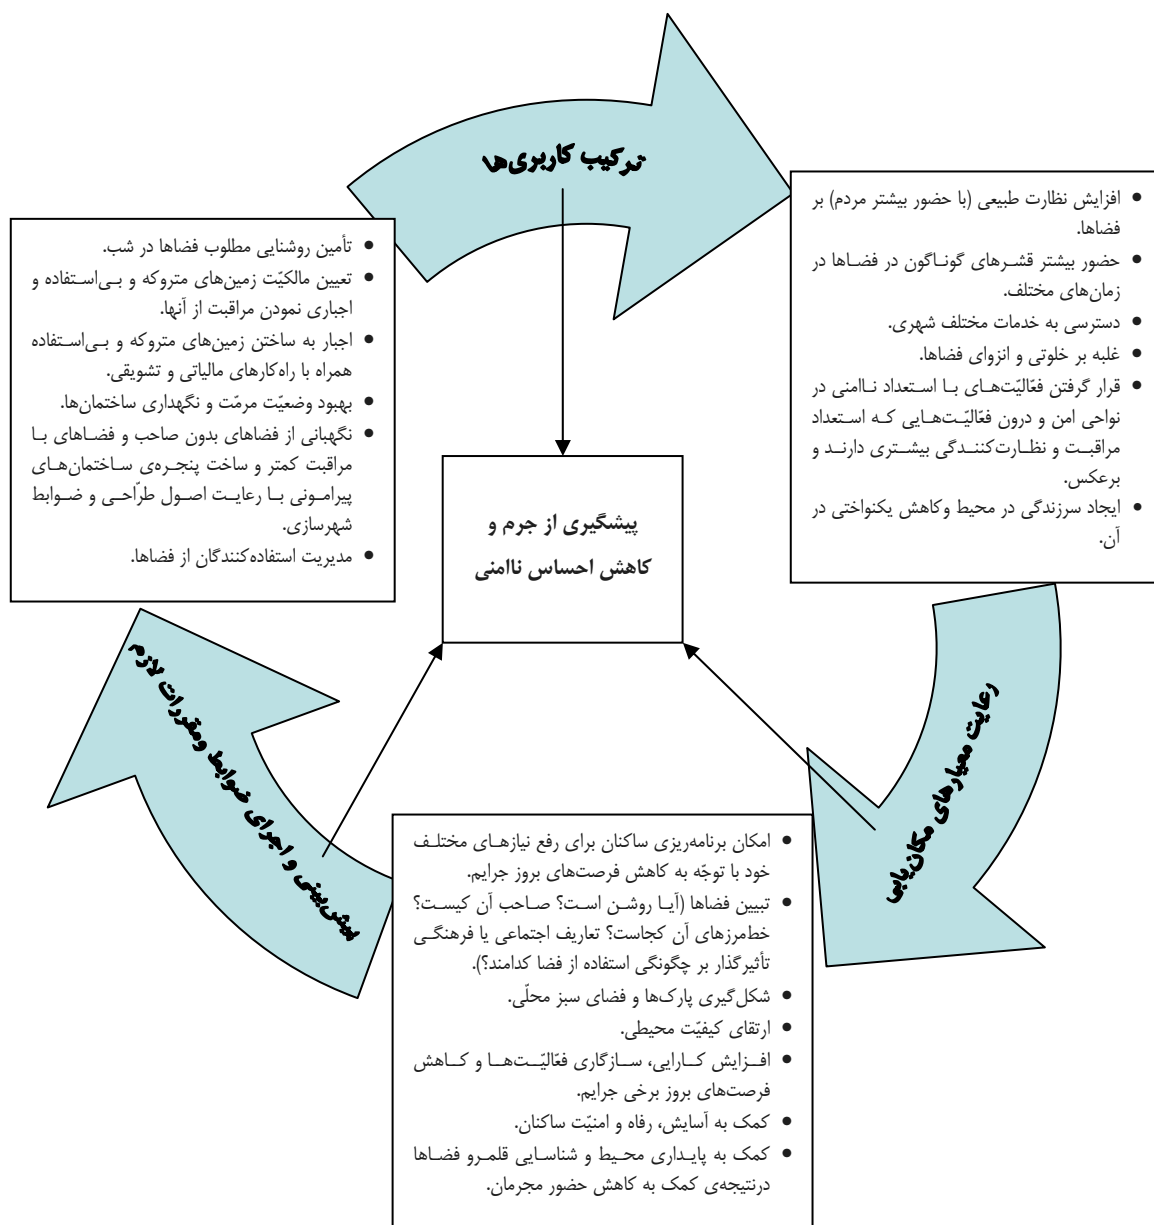 ترکیب کاربری‌ها
افزایش نظارت طبیعی (با حضور بیشتر مردم) بر
فضاها.
حضور بیشتر قشرهای گوناگون در فضاها در
زمان‌های مختلف.
دسترسی به خدمات مختلف شهری.
غلبه بر خلوتی و انزوای فضاها.
قرار گرفتن فعّالیّت‌های با استعداد ناامنی در
نواحی امن و درون فعّالیّت‌هایی که استعداد
مراقبت و نظارت‌کنندگی بیشتری دارند و
برعکس.
ایجاد سرزندگی در محیط وکاهش یکنواختی در
آن.
تأمین روشنایی مطلوب فضاها در شب.
تعیین مالکیّت زمین‌های متروکه و بی‌استفاده و
اجباری نمودن مراقبت از آنها.
اجبار به ساختن زمین‌های متروکه و بی‌استفاده
همراه با راه‌کارهای مالیاتی و تشویقی.
بهبود وضعیّت مرمّت و نگهداری ساختمان‌ها.
نگهبانی از فضاهای بدون صاحب و فضاهای با
مراقبت کمتر و ساخت پنجره‌ی ساختمان‌های
پیرامونی با رعایت اصول طرّاحی و ضوابط
شهرسازی.
مدیریت استفاده‌کنندگان از فضاها.
پیشگیری از جرم و
کاهش احساس ناامنی
رعایت معیارهای مکان‌یابی
پیش‌بینی و اجرای ضوابط ومقررات لازم
امکان برنامه‌ریزی ساکنان برای رفع نیازهای مختلف
خود با توجّه به کاهش فرصت‌های بروز جرایم.
تبیین فضاها (آیا روشن است؟ صاحب آن کیست؟
خط‌مرزهای آن کجاست؟ تعاریف اجتماعی یا فرهنگی
تأثیرگذار بر چگونگی استفاده از فضا کدامند؟).
شکل‌گیری پارک‌ها و فضای سبز محلّی.
ارتقای کیفیّت محیطی.
افزایش کارایی، سازگاری فعّالیّت‌ها و کاهش
فرصت‌های بروز برخی جرایم.
کمک به آسایش، رفاه و امنیّت ساکنان.
کمک به پایداری محیط و شناسایی قلمرو فضاها
درنتیجه‌ی کمک به کاهش حضور مجرمان.